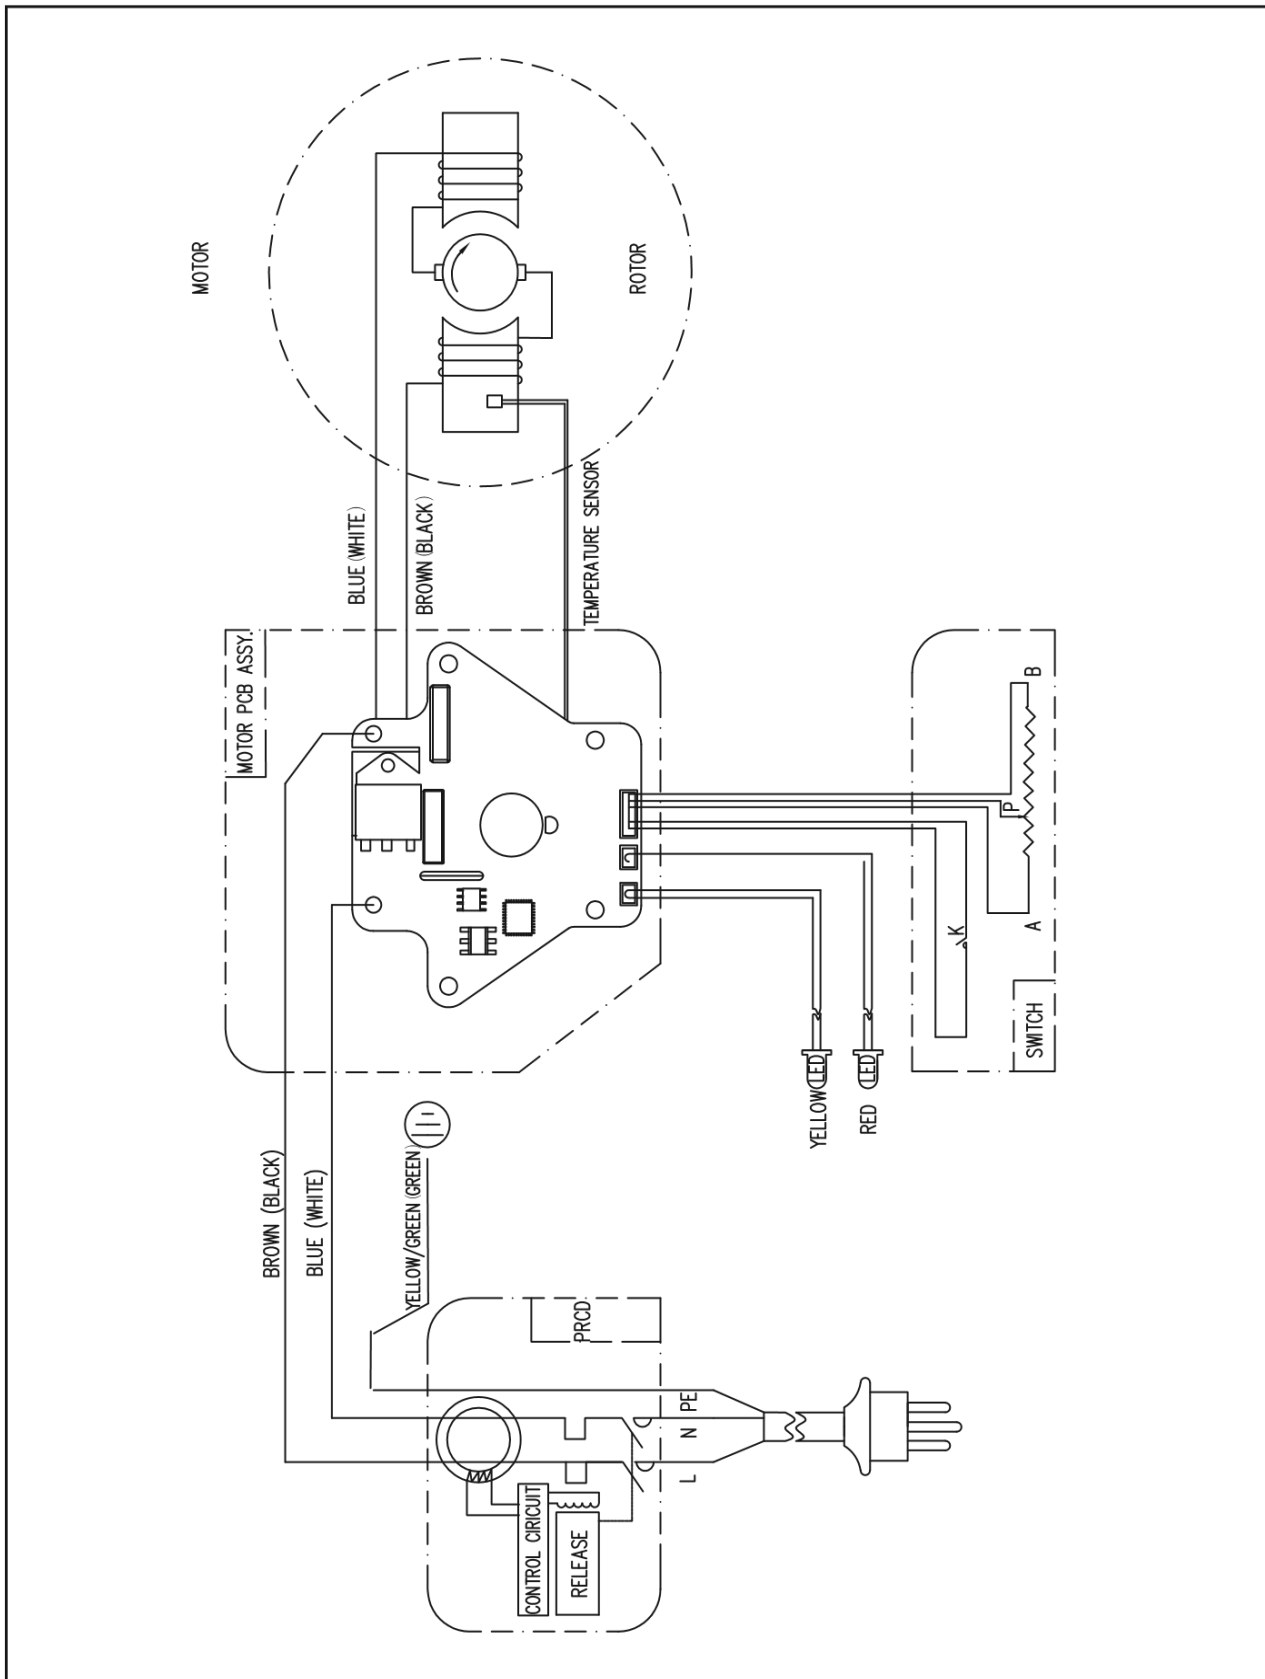 MOTOR
ROTOR
BLUE (WHITE)
BROWN (BLACK)
TEMPERATURE SENSOR
MOTOR PCB ASSY.
B
P
K
A
SWITCH
YELLOW LED
RED LED
BROWN (BLACK)
BLUE (WHITE)
YELLOW/GREEN (GREEN)
PRCD
PE
N
L
CONTROL CIRICUIT
RELEASE